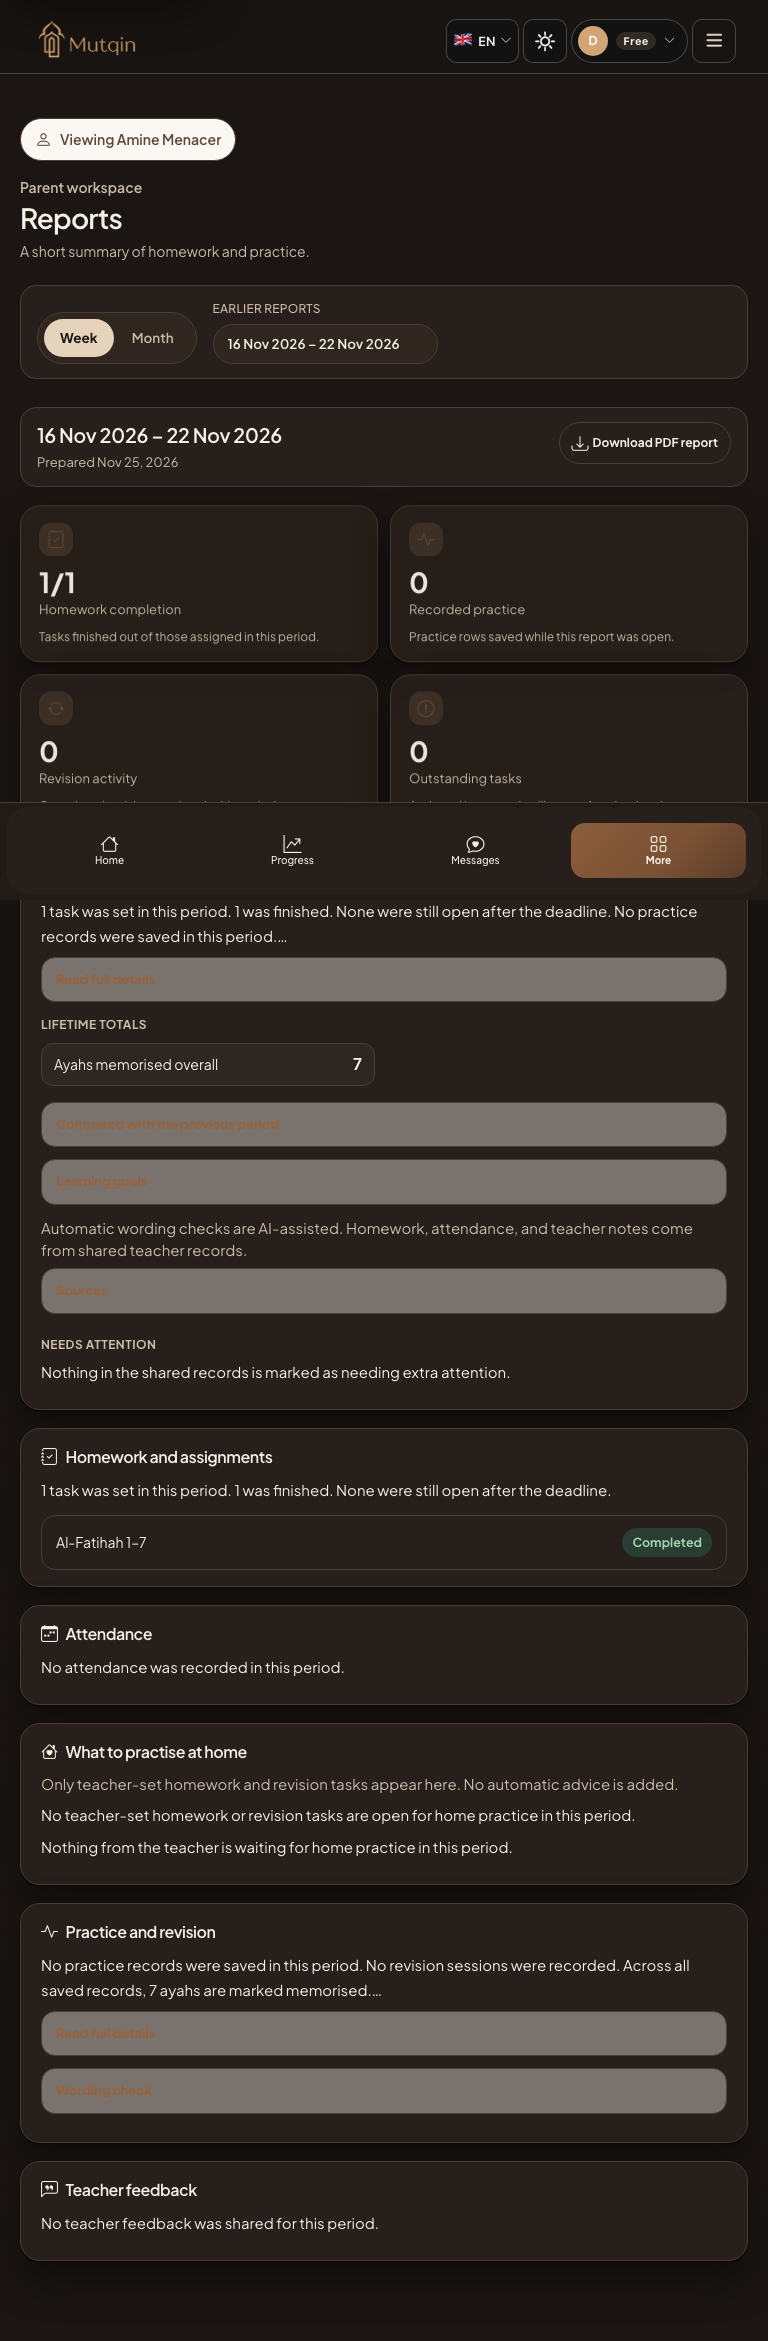 Mutqin
EN
D
Free
Viewing Amine Menacer
Parent workspace
Reports
A short summary of homework and practice.
EARLIER REPORTS
Week
Month
16 Nov 2026 – 22 Nov 2026
16 Nov 2026 – 22 Nov 2026
Prepared Nov 25, 2026
Download PDF report
1/1
Homework completion
Tasks finished out of those assigned in this period.
0
Recorded practice
Practice rows saved while this report was open.
0
Revision activity
0
Outstanding tasks
Home
Progress
Messages
More
1 task was set in this period. 1 was finished. None were still open after the deadline. No practice
records were saved in this period.…
Read full details
LIFETIME TOTALS
Ayahs memorised overall
7
Compared with the previous period
Learning goals
Automatic wording checks are AI-assisted. Homework, attendance, and teacher notes come
from shared teacher records.
Sources
NEEDS ATTENTION
Nothing in the shared records is marked as needing extra attention.
Homework and assignments
1 task was set in this period. 1 was finished. None were still open after the deadline.
Al-Fatihah 1–7
Completed
Attendance
No attendance was recorded in this period.
What to practise at home
Only teacher-set homework and revision tasks appear here. No automatic advice is added.
No teacher-set homework or revision tasks are open for home practice in this period.
Nothing from the teacher is waiting for home practice in this period.
Practice and revision
No practice records were saved in this period. No revision sessions were recorded. Across all
saved records, 7 ayahs are marked memorised.…
Read full details
Wording check
Teacher feedback
No teacher feedback was shared for this period.